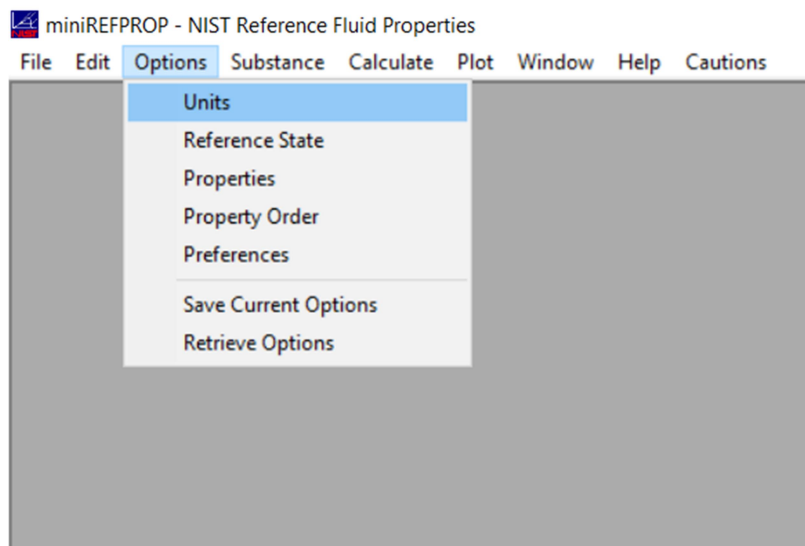 miniREFPROP - NIST Reference Fluid Properties
File Edit Options Substance Calculate Plot Window Help Cautions
Units
Reference State
Properties
Property Order
Preferences
Save Current Options
Retrieve Options